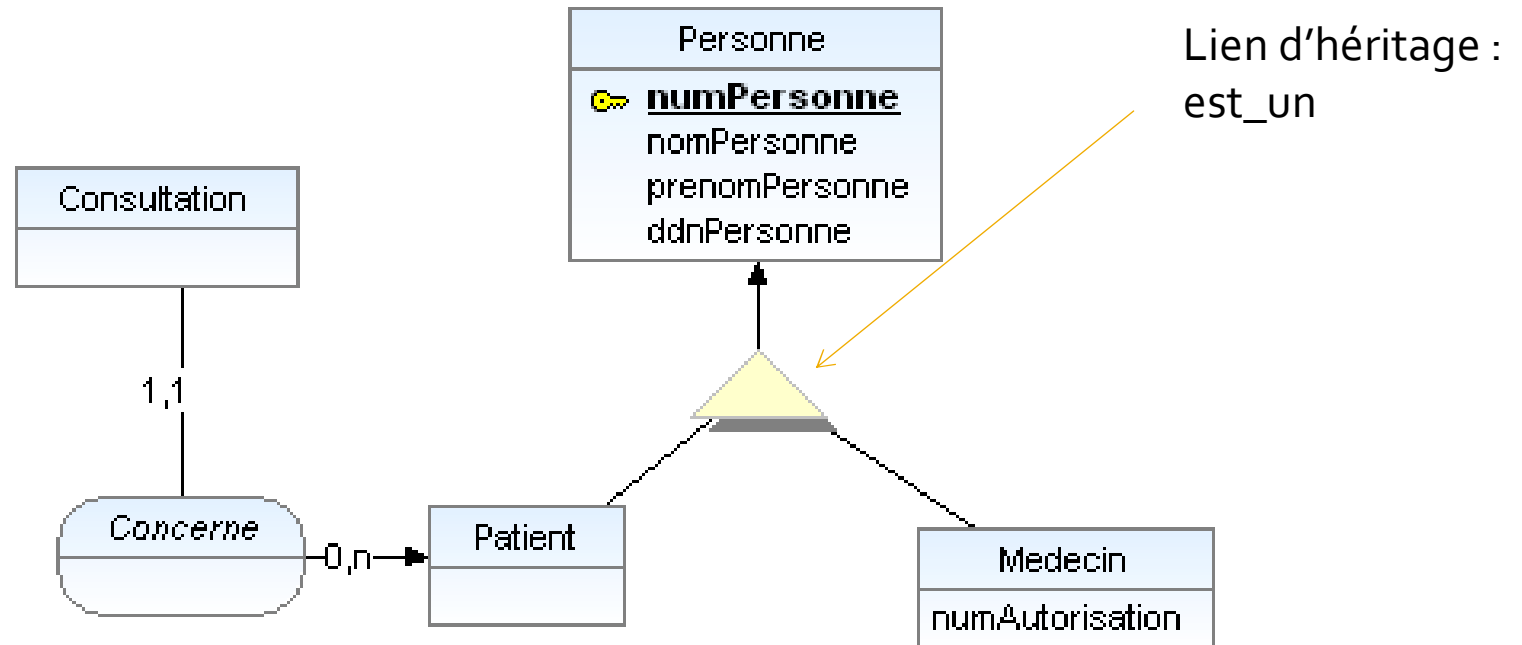 Personne
numPersonne
nomPersonne
prenomPersonne
ddnPersonne
Lien d’héritage :
est_un
Consultation
1,1
Concerne
0,n
Patient
Medecin
numAutorisation